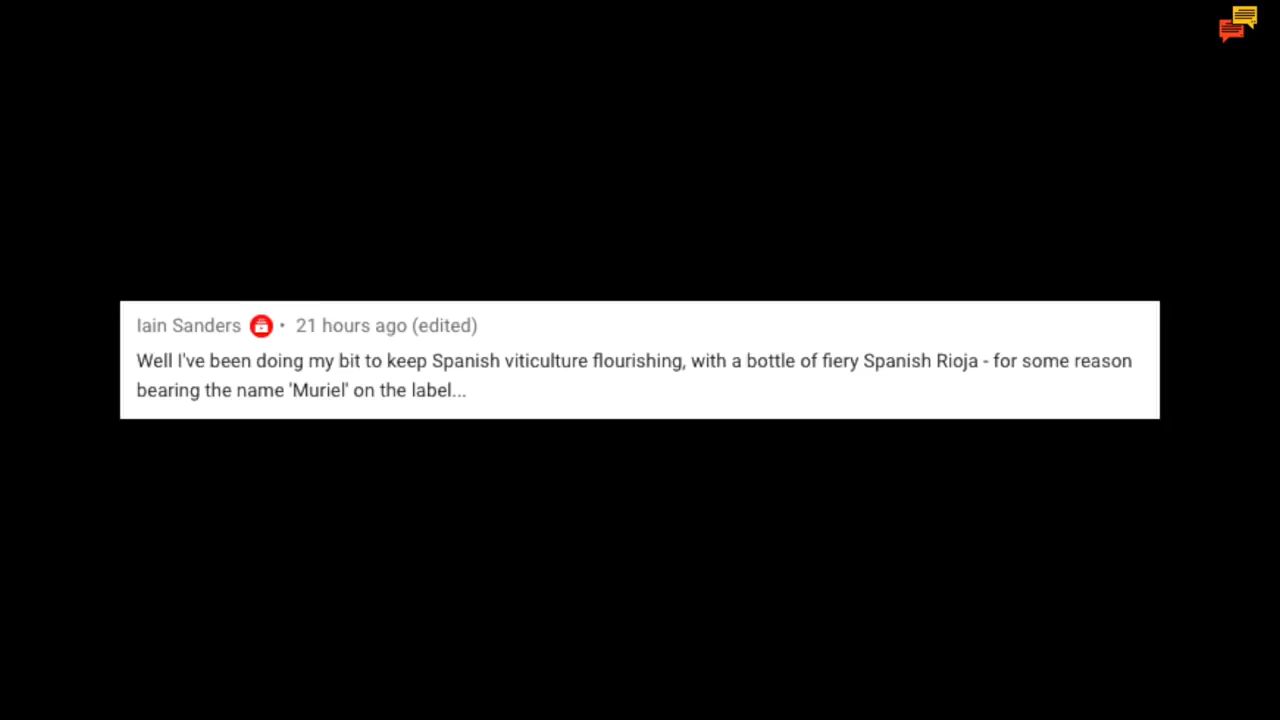 Iain Sanders • 21 hours ago (edited)
Well I've been doing my bit to keep Spanish viticulture flourishing, with a bottle of fiery Spanish Rioja - for some reason
bearing the name 'Muriel' on the label...